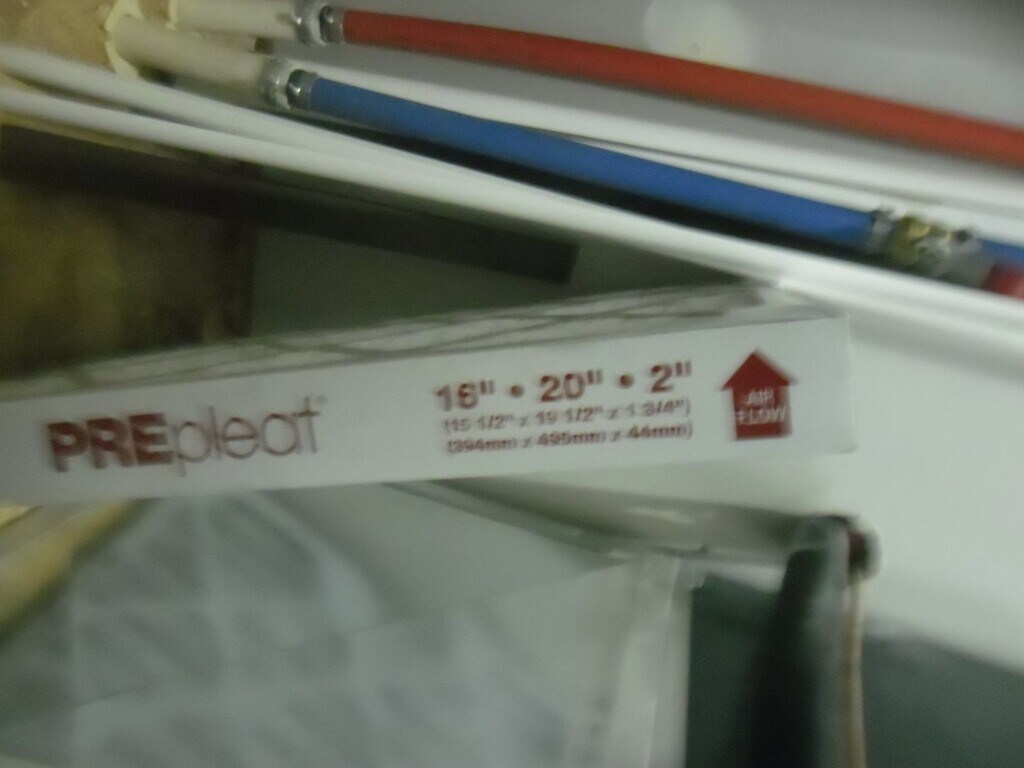 PREpleat®
16" • 20" • 2"
(15 1/2" x 19 1/2" x 1 3/4")
(394mm x 495mm x 44mm)
AIR
FLOW